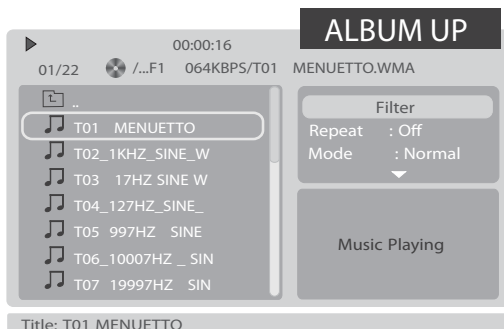 ALBUM UP
00:00:16
01/22 /...F1 064KBPS/T01 MENUETTO.WMA
..
T01 MENUETTO
T02_1KHZ_SINE_W
T03 17HZ SINE W
T04_127HZ_SINE_
T05 997HZ SINE
T06_10007HZ _ SIN
T07 19997HZ SIN
Filter
Repeat : Off
Mode : Normal
Music Playing
Title: T01 MENUETTO